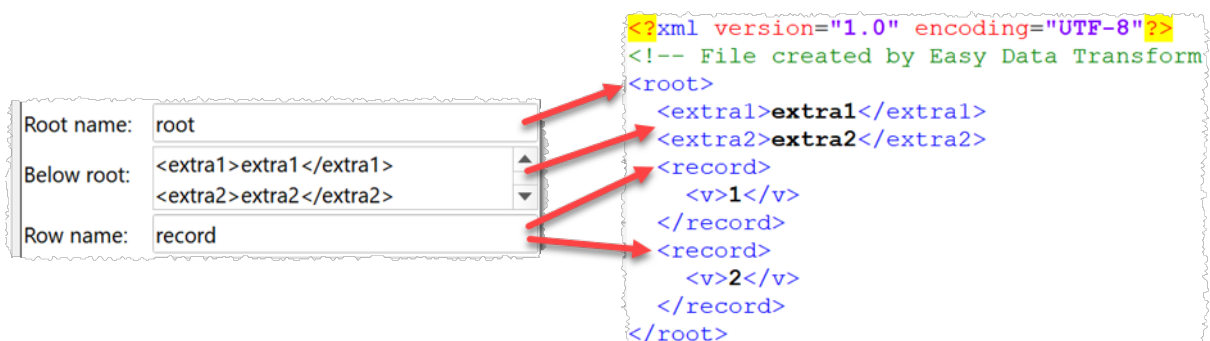 Root name: root
Below root: <extra1>extra1</extra1>
<extra2>extra2</extra2>
Row name: record
<?xml version="1.0" encoding="UTF-8"?>
<!-- File created by Easy Data Transform
<root>
<extra1>extra1</extra1>
<extra2>extra2</extra2>
<record>
<v>1</v>
</record>
<record>
<v>2</v>
</record>
</root>